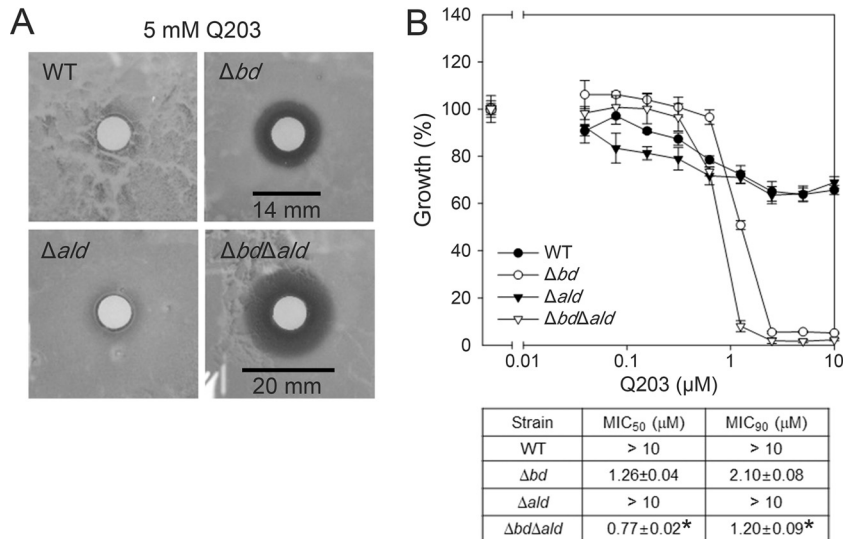 A
5 mM Q203
WT
Δbd
14 mm
Δald
ΔbdΔald
20 mm
B
140
120
100
80
60
40
20
0
Growth (%)
WT
Δbd
Δald
ΔbdΔald
0.01 0.1 1 10
Q203 (μM)
Strain MIC50 (μM) MIC90 (μM)
WT > 10 > 10
Δbd 1.26±0.04 2.10±0.08
Δald > 10 > 10
ΔbdΔald 0.77±0.02* 1.20±0.09*